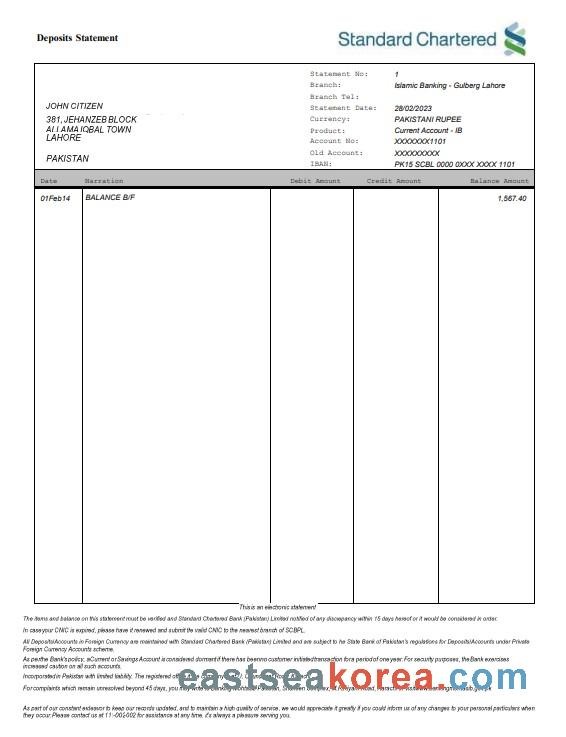 Deposits Statement
Standard Chartered
Statement No: 1
Branch: Islamic Banking - Gulberg Lahore
Branch Tel:
JOHN CITIZEN
Statement Date: 28/02/2023
381, JEHANZEB BLOCK
Currency: PAKISTANI RUPEE
ALLAMA IQBAL TOWN
Product: Current Account - IB
LAHORE
Account No: XXXXXXX1101
Old Account: XXXXXXXXX
PAKISTAN
IBAN: PK15 SCBL 0000 0XXX XXXX 1101
Date Narration Debit Amount Credit Amount Balance Amount
01Feb14 BALANCE B/F 1,567.40
This is an electronic statement
The items and balance on this statement must be verified and Standard Chartered Bank (Pakistan) Limited notified of any discrepancy within 15 days hereof or it would be considered in order.
In case your CNIC is expired, please have it renewed and submit the valid CNIC to the nearest branch of SCBPL.
All Deposits/Accounts in Foreign Currency are maintained with Standard Chartered Bank (Pakistan) Limited and are subject to he State Bank of Pakistan's regulations for Deposits/Accounts under Private
Foreign Currency Accounts scheme.
As per the Bank's policy, a Current or Savings Account is considered dormant if there has been no customer initiated transaction for a period of one year. For security purposes, the Bank exercises
increased caution on all such accounts.
Incorporated in Pakistan with limited liability. The registered
eastseakorea.com
For complaints which remain unresolved beyond 45 days, you may
As part of our constant endeavor to keep our records updated, and to maintain a high quality of service, we would appreciate it greatly if you could inform us of any changes to your personal particulars when
they occur. Please contact us at 111-002-002 for assistance at any time, it's always a pleasure serving you.